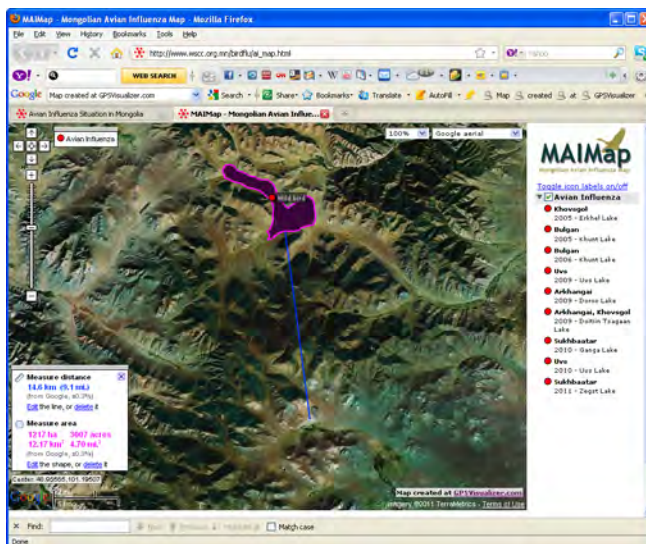 MAIMap - Mongolian Avian Influenza Map - Mozilla Firefox
File Edit View History Bookmarks Tools Help
http://www.wscc.org.mn/birdflu/ai_map.html
Yahoo
WEB SEARCH
Google Map created at GPSVisualizer.com Search Share Bookmarks Translate AutoFill Map created at GPSVisualizer
Avian Influenza Situation in Mongolia
MAIMap - Mongolian Avian Influe...
Avian Influenza
100%
Google aerial
Wild bird
MAIMap
Mongolian Avian Influenza Map
Toggle icon labels on/off
Avian Influenza
Khovsgol
2005 - Erkhel Lake
Bulgan
2005 - Khunt Lake
Bulgan
2006 - Khunt Lake
Uvs
2009 - Uvs Lake
Arkhangai
2009 - Doroo Lake
Arkhangai, Khovsgol
2009 - Doitiin Tsagaan
Lake
Sukhbaatar
2010 - Ganga Lake
Uvs
2010 - Uvs Lake
Sukhbaatar
2011 - Zegst Lake
Measure distance
14.6 km (9.1 mi.)
(from Google, ±0.3%)
Edit the line, or delete it
Measure area
1217 ha 3007 acres
12.17 km² 4.70 mi.²
(from Google, ±0.3%)
Edit the shape, or delete it
Map created at GPSVisualizer.com
Imagery ©2011 TerraMetrics - Terms of Use
Find:
Match case
Done